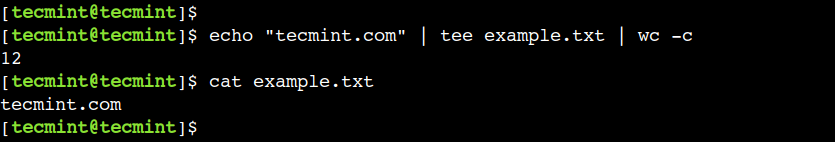 [tecmint@tecmint]$
[tecmint@tecmint]$ echo "tecmint.com" | tee example.txt | wc -c
12
[tecmint@tecmint]$ cat example.txt
tecmint.com
[tecmint@tecmint]$